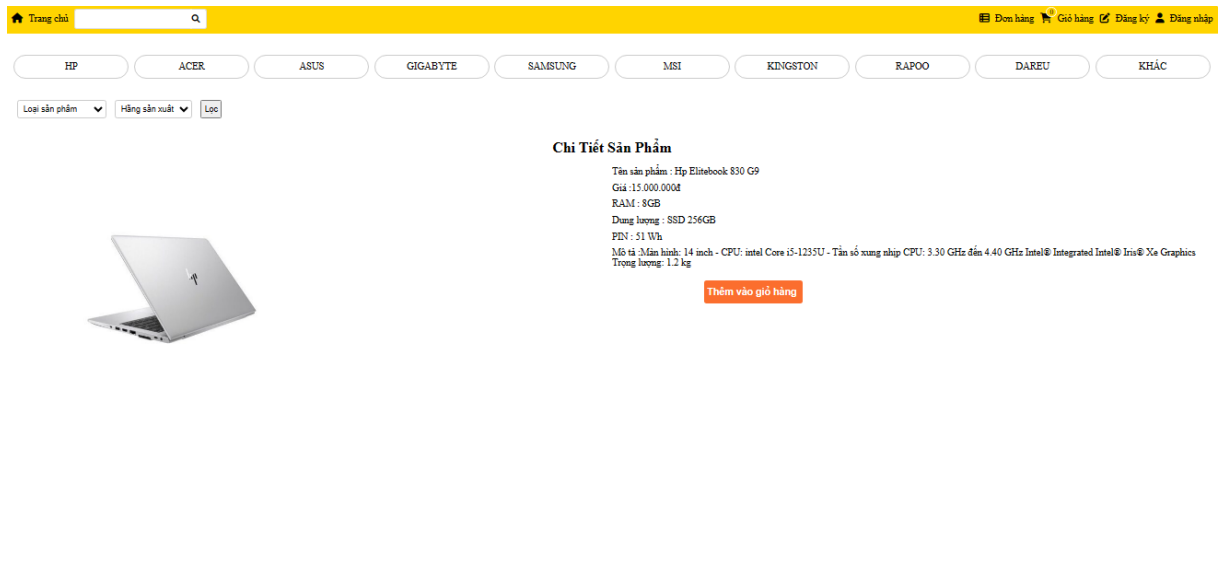 Trang chủ
Đơn hàng 0 Giỏ hàng Đăng ký Đăng nhập
HP ACER ASUS GIGABYTE SAMSUNG MSI KINGSTON RAPOO DAREU KHÁC
Loại sản phẩm Hãng sản xuất Lọc
Chi Tiết Sản Phẩm
Tên sản phẩm : Hp Elitebook 830 G9
Giá :15.000.000đ
RAM : 8GB
Dung lượng : SSD 256GB
PIN : 51 Wh
Mô tả :Màn hình: 14 inch - CPU: intel Core i5-1235U - Tần số xung nhịp CPU: 3.30 GHz đến 4.40 GHz Intel® Integrated Intel® Iris® Xe Graphics
Trọng lượng: 1.2 kg
Thêm vào giỏ hàng
hp